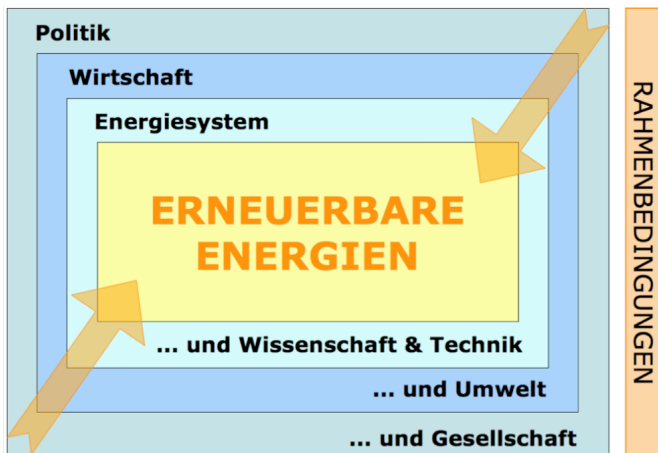 Politik
Wirtschaft
Energiesystem
ERNEUERBARE
ENERGIEN
... und Wissenschaft & Technik
... und Umwelt
... und Gesellschaft
RAHMENBEDINGUNGEN